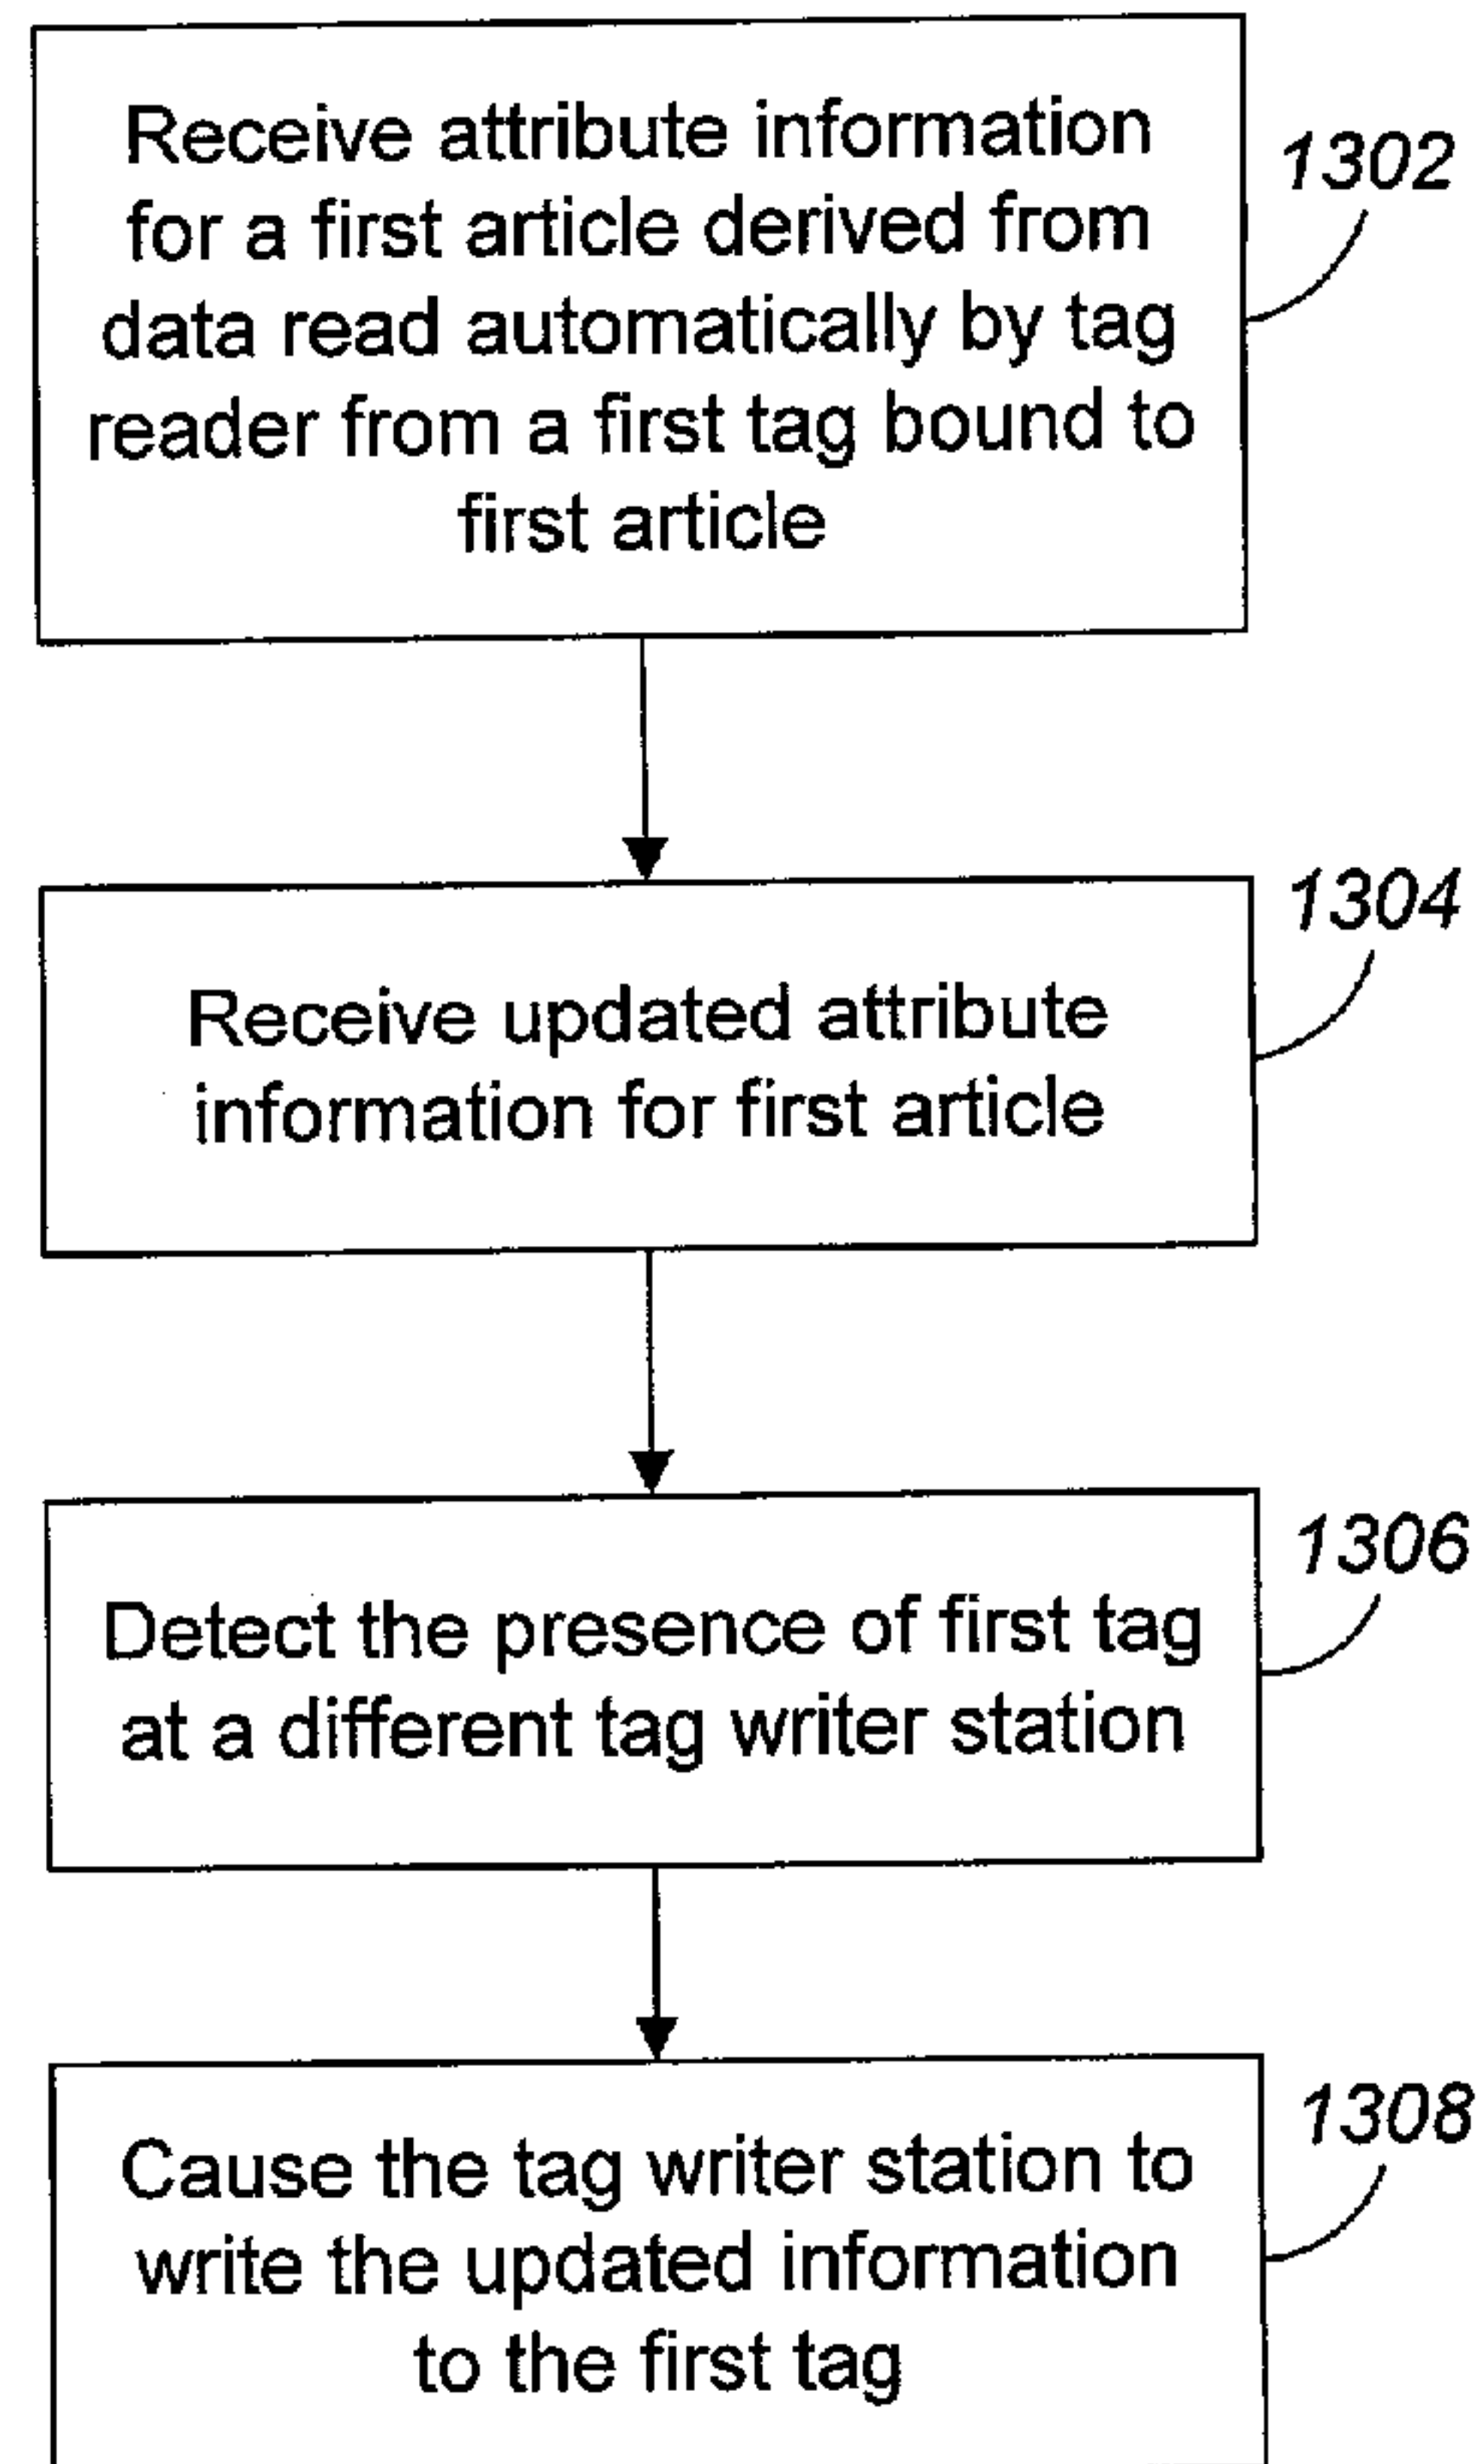 Receive attribute information
1302
for a first article derived from
data read automatically by tag
reader from a first tag bound to
first article
1304
Receive updated attribute
information for first article
1306
Detect the presence of first tag
at a different tag writer station
1308
Cause the tag writer station to
write the updated information
to the first tag